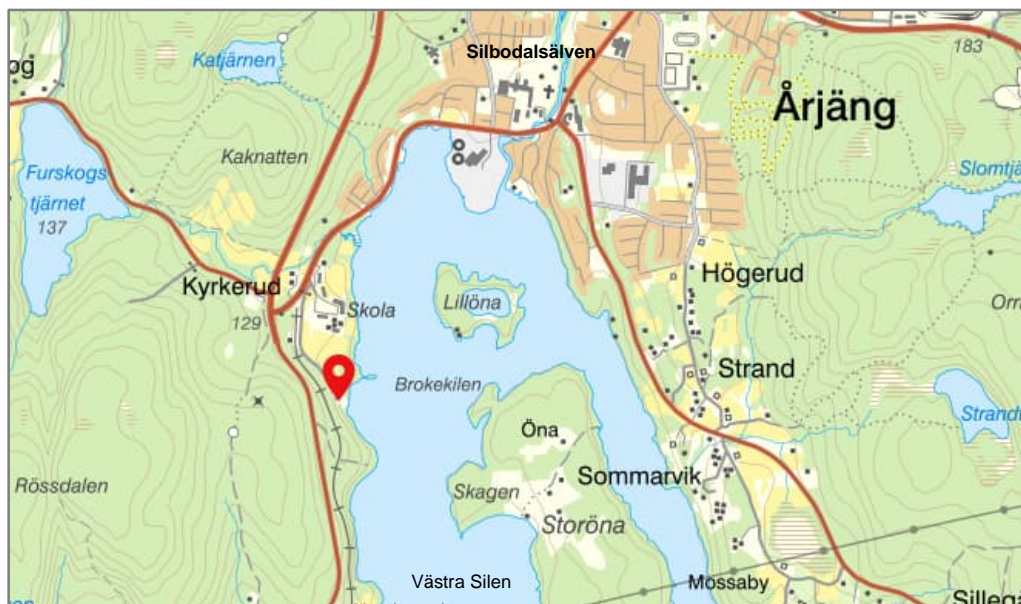 Silbodalsälven
183
Katjärnen
og
Årjäng
Kaknatten
Furskogs
tjärnet
137
Slomtjä
Kyrkerud
Högerud
Lillöna
Skola
129
Strand
Brokekilen
Öna
Sommarvik
Rössdalen
Skagen
Storöna
Västra Silen
Mossaby